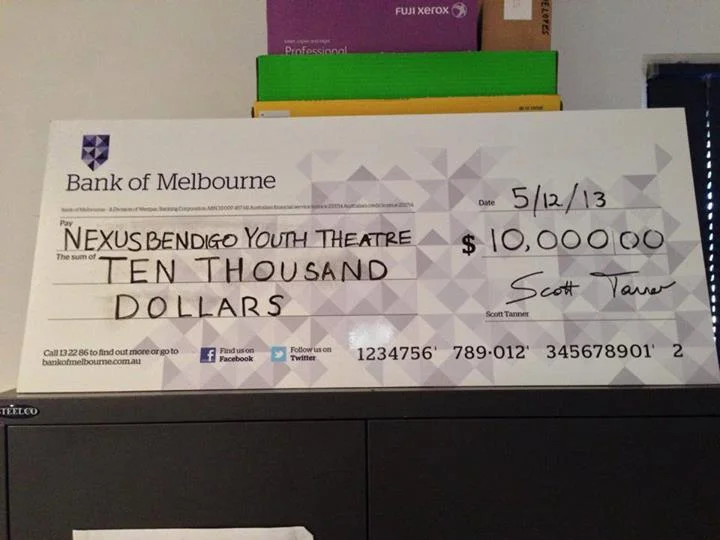 FUJI xerox
Professional
Bank of Melbourne
Date 5/12/13
Pay
NEXUS BENDIGO YOUTH THEATRE
$ 10,000 00
The sum of TEN THOUSAND
DOLLARS
Scott Tanner
Scott Tanner
Call 13 22 86 to find out more or go to
bankofmelbourne.com.au
Find us on
Facebook
Follow us on
Twitter
1234756' 789·012' 345678901' 2
STEELCO